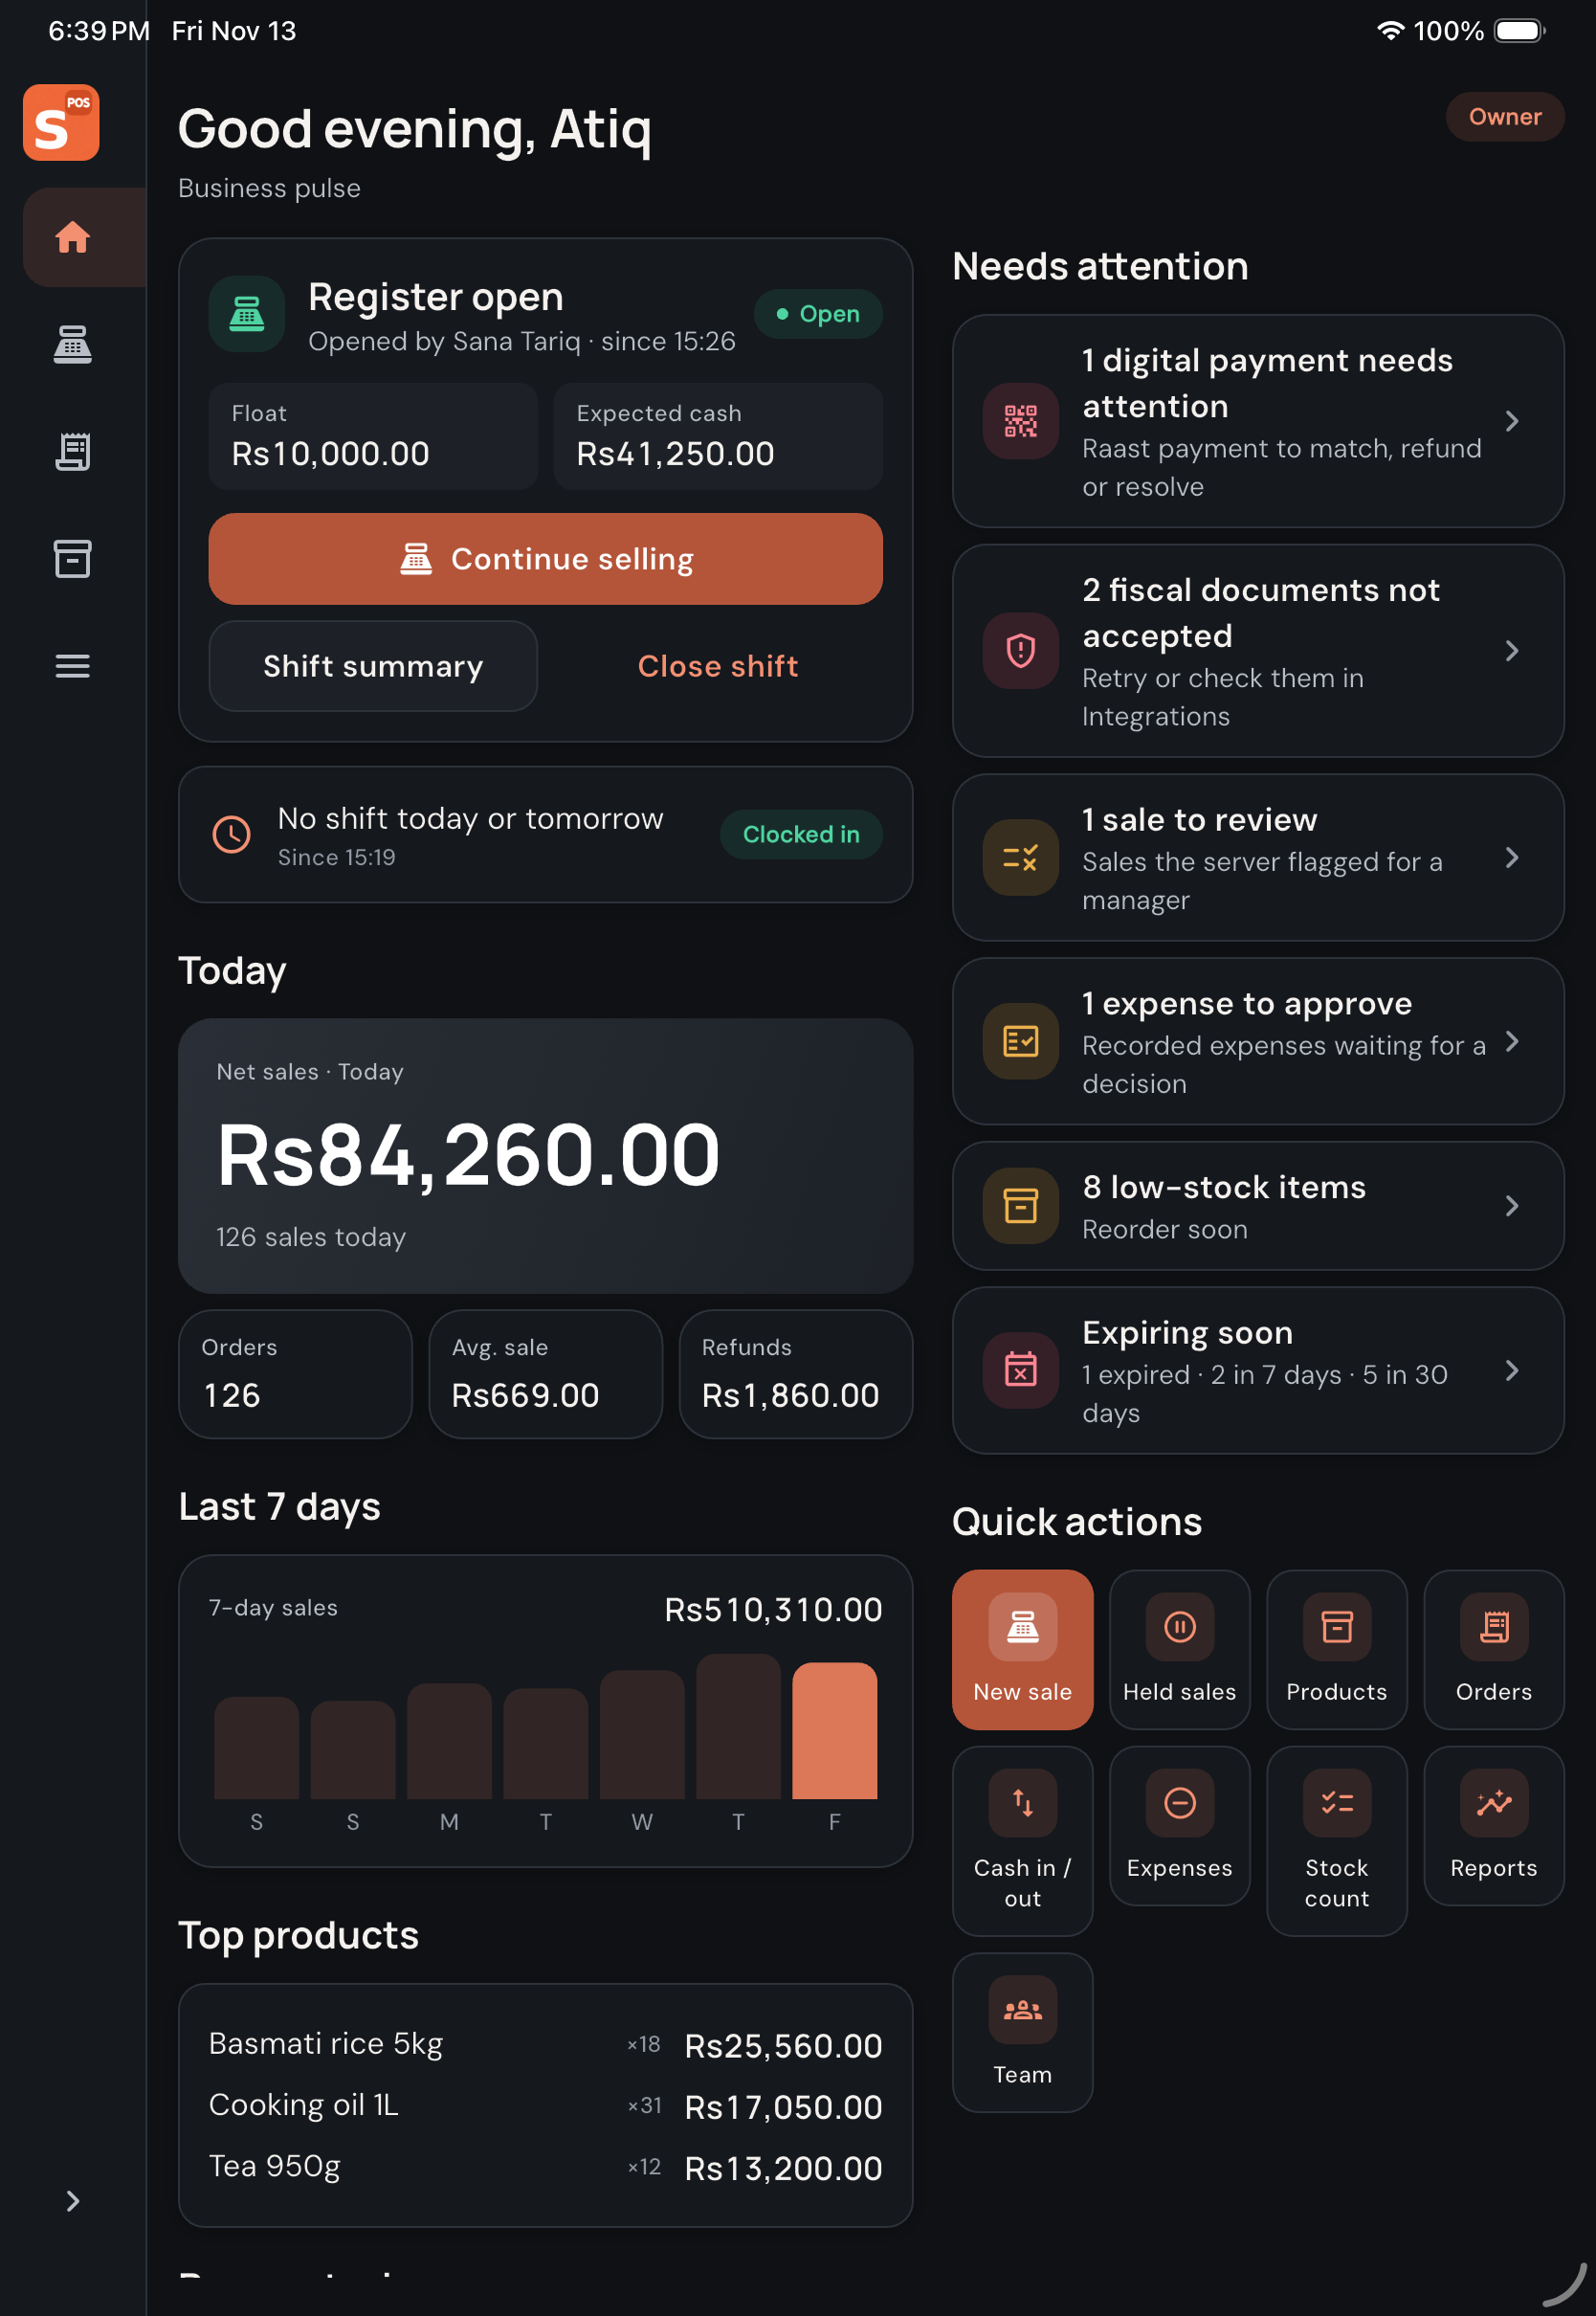 6:39 PM Fri Nov 13
100%
S POS
Good evening, Atiq
Owner
Business pulse
Register open
Opened by Sana Tariq · since 15:26
Open
Float
Rs10,000.00
Expected cash
Rs41,250.00
Continue selling
Shift summary
Close shift
No shift today or tomorrow
Since 15:19
Clocked in
Today
Net sales · Today
Rs84,260.00
126 sales today
Orders
126
Avg. sale
Rs669.00
Refunds
Rs1,860.00
Last 7 days
7-day sales
Rs510,310.00
S S M T W T F
Top products
Basmati rice 5kg ×18 Rs25,560.00
Cooking oil 1L ×31 Rs17,050.00
Tea 950g ×12 Rs13,200.00
Needs attention
1 digital payment needs
attention
Raast payment to match, refund
or resolve
2 fiscal documents not
accepted
Retry or check them in
Integrations
1 sale to review
Sales the server flagged for a
manager
1 expense to approve
Recorded expenses waiting for a
decision
8 low-stock items
Reorder soon
Expiring soon
1 expired · 2 in 7 days · 5 in 30
days
Quick actions
New sale
Held sales
Products
Orders
Cash in /
out
Expenses
Stock
count
Reports
Team